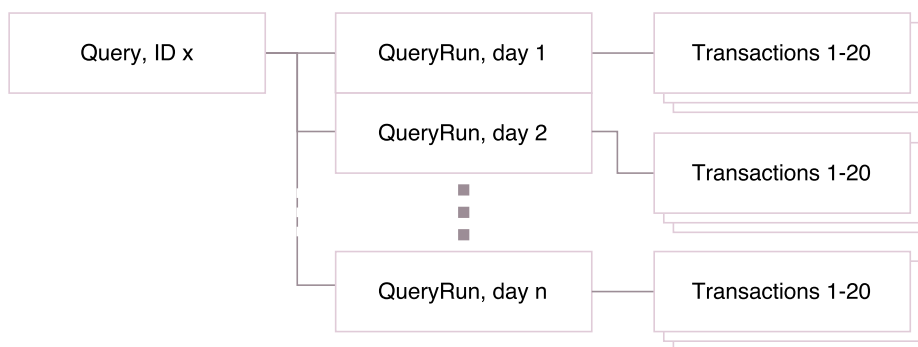 Query, ID x
QueryRun, day 1
Transactions 1-20
QueryRun, day 2
Transactions 1-20
QueryRun, day n
Transactions 1-20